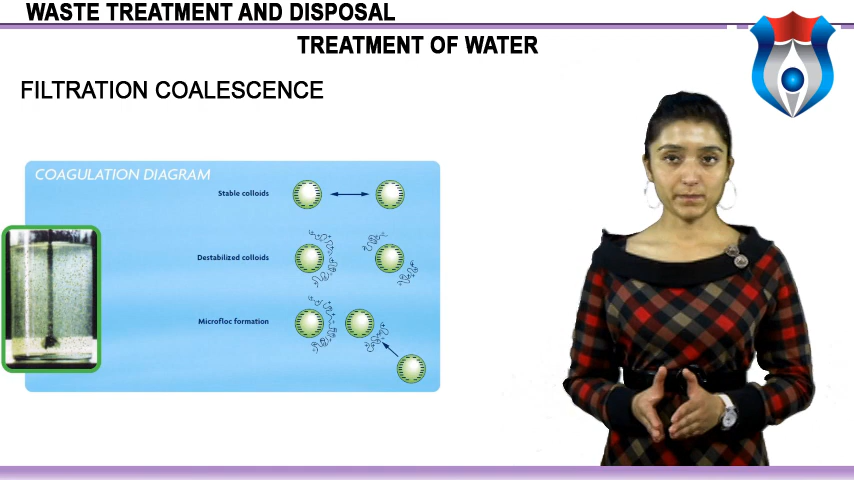 WASTE TREATMENT AND DISPOSAL
TREATMENT OF WATER
FILTRATION COALESCENCE
COAGULATION DIAGRAM
Stable colloids
Destabilized colloids
Microfloc formation